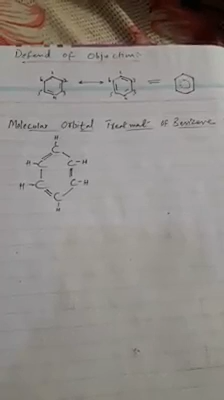 Defend of Objection:
Molecular Orbital Treatment of Benzene
H
C
H-C C-H
H-C C-H
C
H